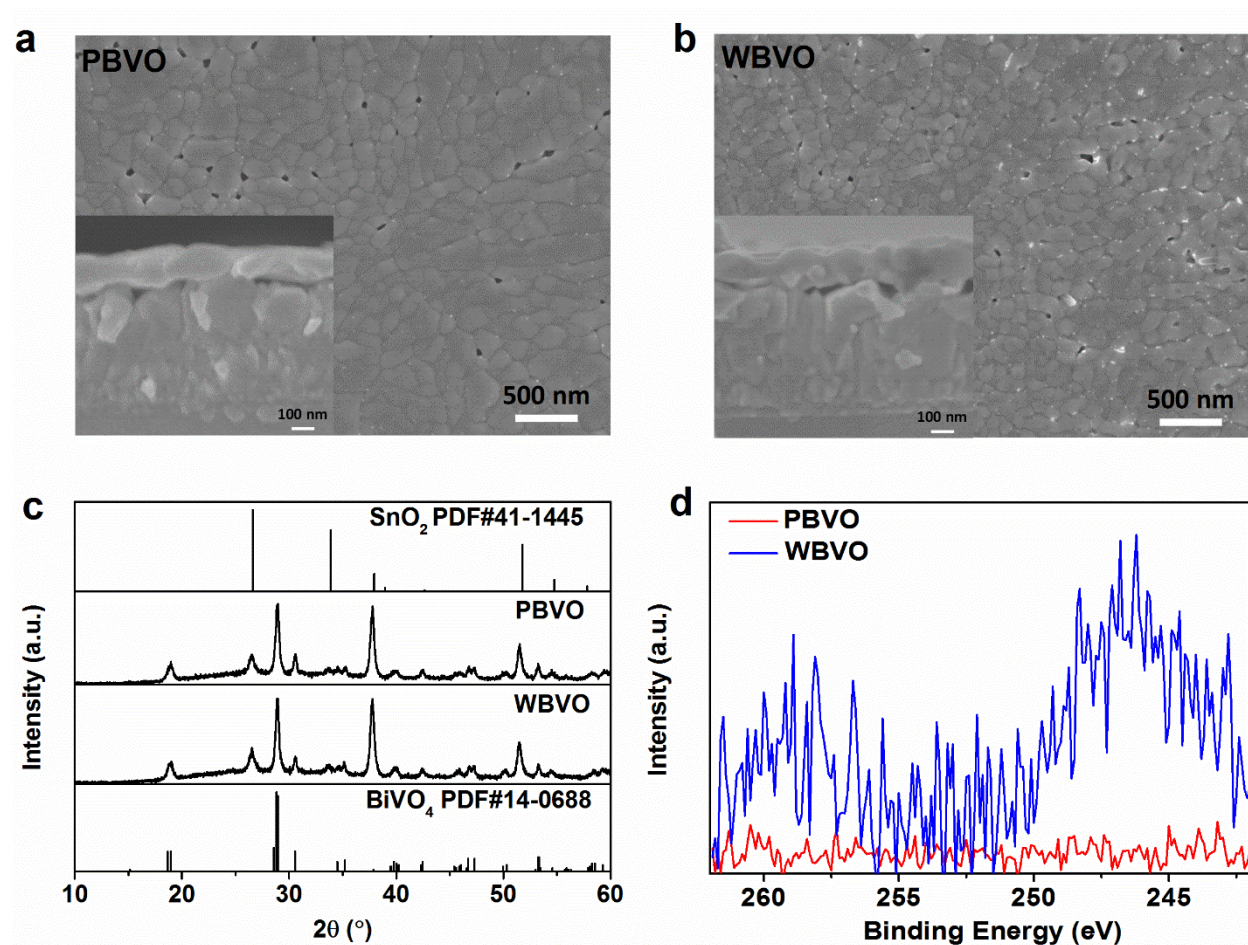 a
PBVO
100 nm
500 nm
b
WBVO
100 nm
500 nm
c
SnO₂ PDF#41-1445
PBVO
WBVO
BiVO₄ PDF#14-0688
Intensity (a.u.)
10 20 30 40 50 60
2θ (°)
d
PBVO
WBVO
Intensity (a.u.)
260 255 250 245
Binding Energy (eV)